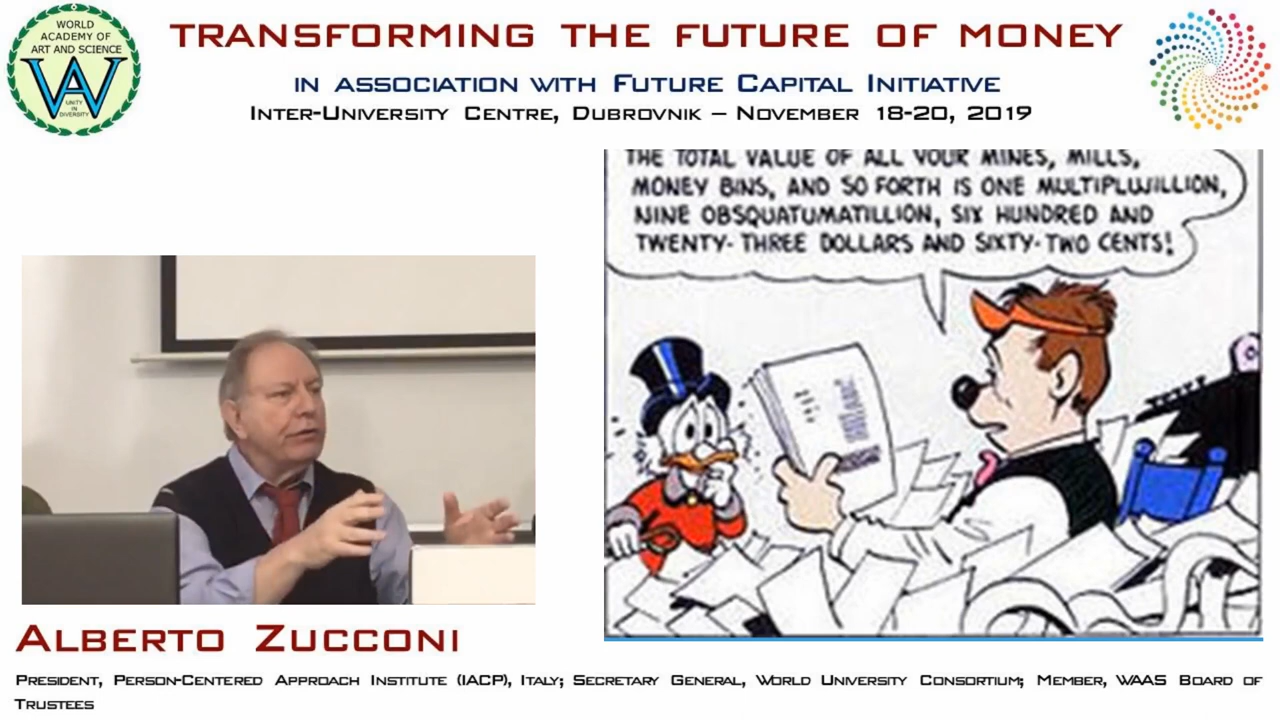 WORLD
ACADEMY OF
ART AND SCIENCE
UNITY
IN
DIVERSITY
TRANSFORMING THE FUTURE OF MONEY
IN ASSOCIATION WITH FUTURE CAPITAL INITIATIVE
INTER-UNIVERSITY CENTRE, DUBROVNIK – NOVEMBER 18-20, 2019
THE TOTAL VALUE OF ALL YOUR MINES, MILLS,
MONEY BINS, AND SO FORTH IS ONE MULTIPLUJILLION,
NINE OBSQUATUMATILLION, SIX HUNDRED AND
TWENTY-THREE DOLLARS AND SIXTY-TWO CENTS!
ALBERTO ZUCCONI
PRESIDENT, PERSON-CENTERED APPROACH INSTITUTE (IACP), ITALY; SECRETARY GENERAL, WORLD UNIVERSITY CONSORTIUM; MEMBER, WAAS BOARD OF
TRUSTEES